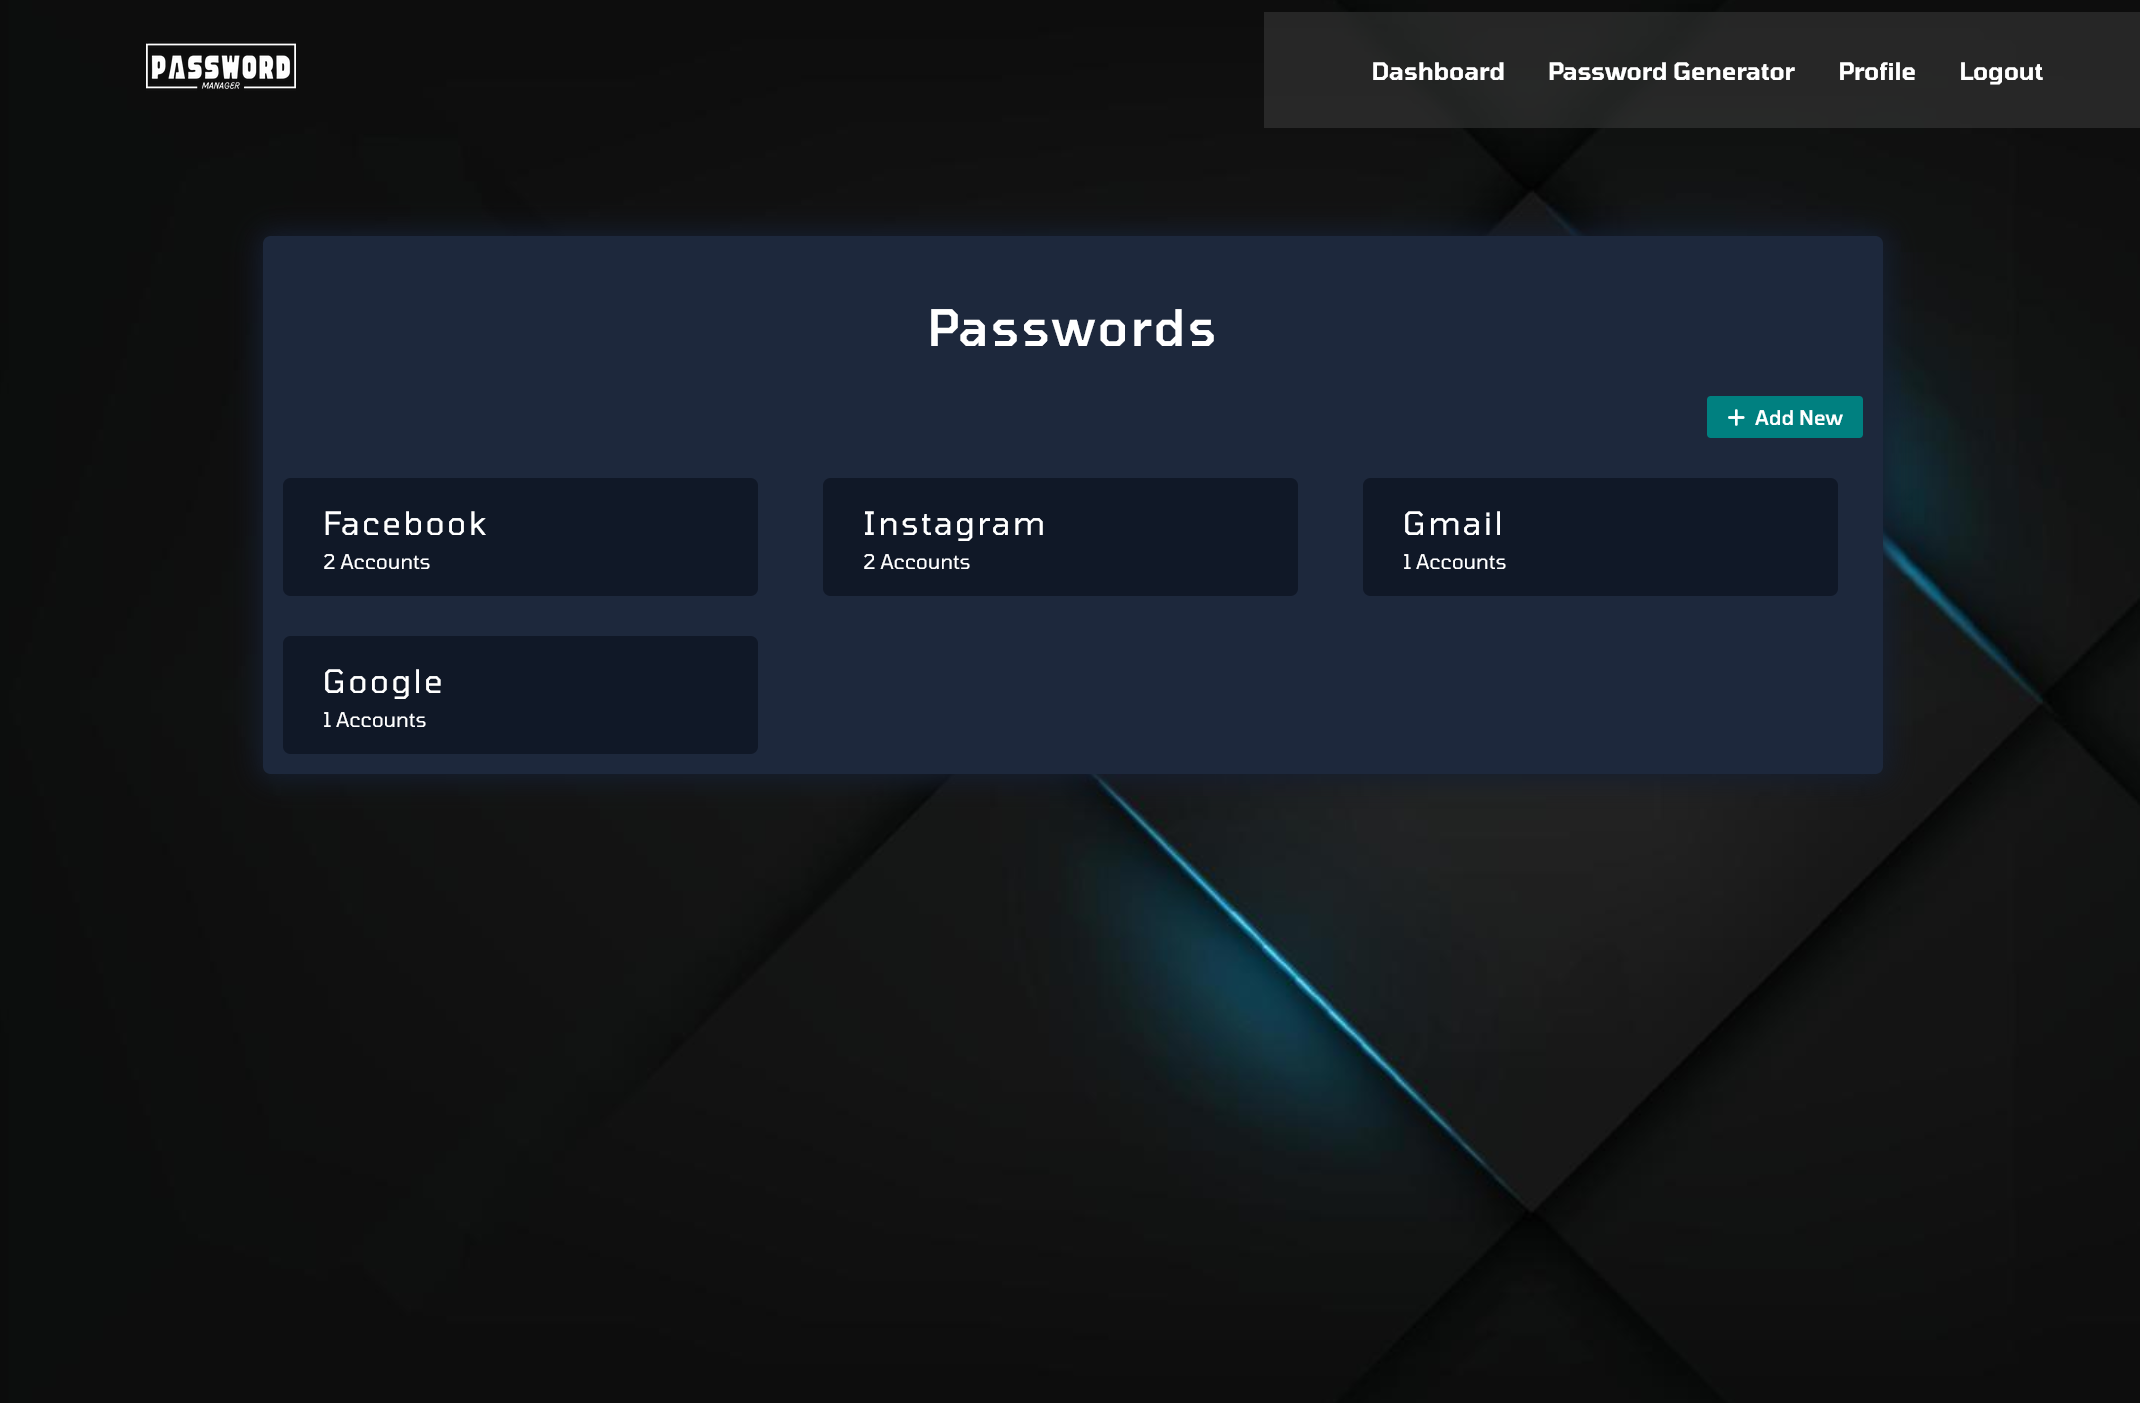 PASSWORD
MANAGER
Dashboard Password Generator Profile Logout
Passwords
+ Add New
Facebook
2 Accounts
Instagram
2 Accounts
Gmail
1 Accounts
Google
1 Accounts